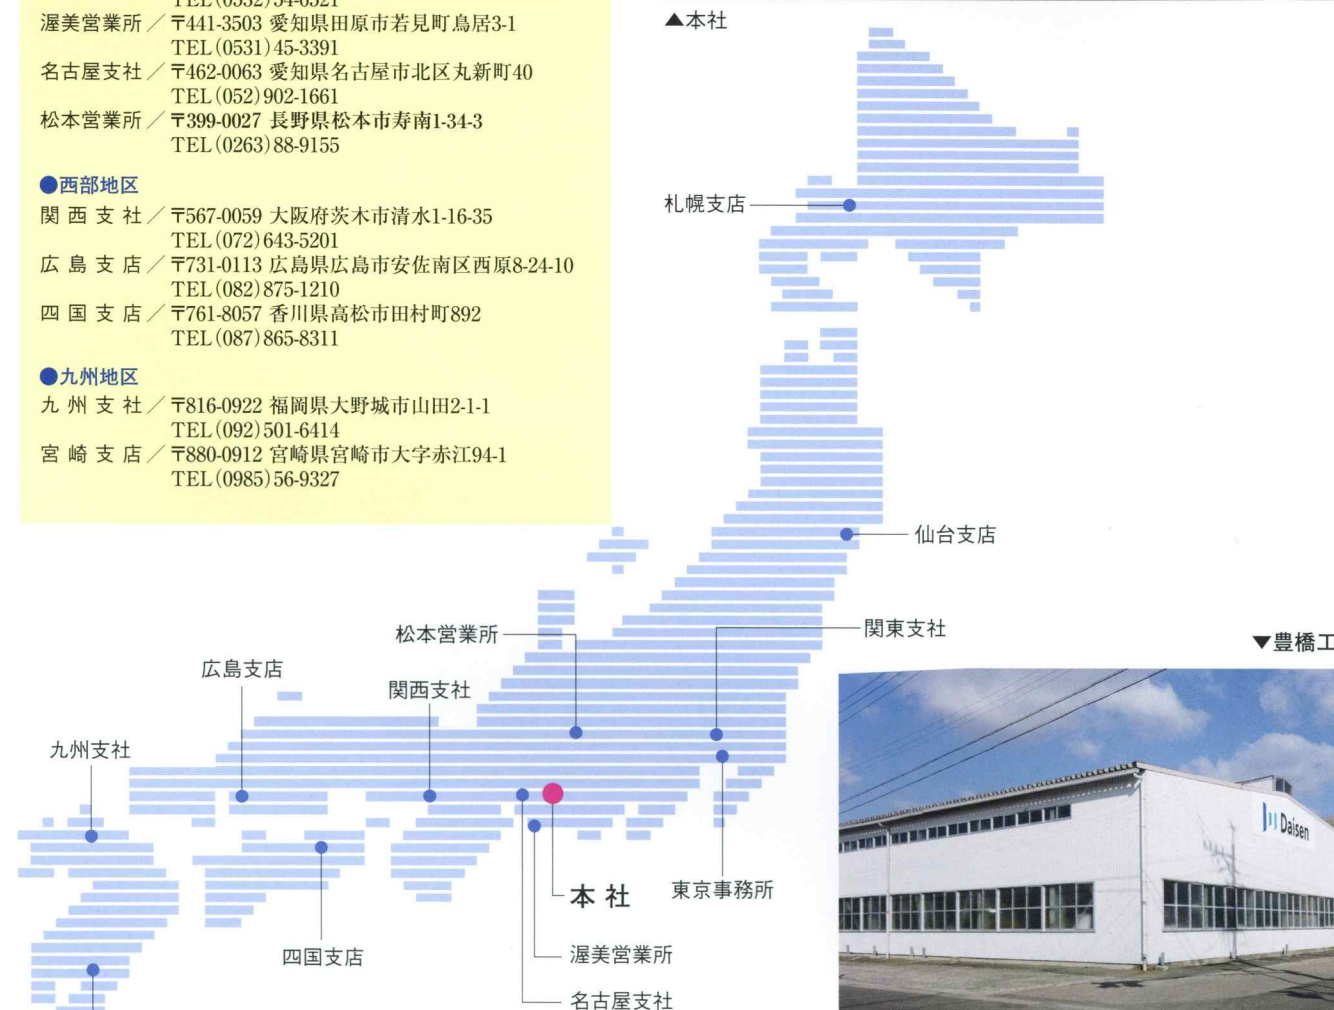 渥美営業所／〒441-3503 愛知県田原市若見町鳥居3-1
TEL(0531)45-3391
名古屋支社／〒462-0063 愛知県名古屋市北区丸新町40
TEL(052)902-1661
松本営業所／〒399-0027 長野県松本市寿南1-34-3
TEL(0263)88-9155
●西部地区
関西支社／〒567-0059 大阪府茨木市清水1-16-35
TEL(072)643-5201
広島支店／〒731-0113 広島県広島市安佐南区西原8-24-10
TEL(082)875-1210
四国支店／〒761-8057 香川県高松市田村町892
TEL(087)865-8311
●九州地区
九州支社／〒816-0922 福岡県大野城市山田2-1-1
TEL(092)501-6414
宮崎支店／〒880-0912 宮崎県宮崎市大字赤江94-1
TEL(0985)56-9327
▲本社
札幌支店
仙台支店
松本営業所
関東支社
広島支店
関西支社
九州支社
本社
東京事務所
四国支店
渥美営業所
名古屋支社
▼豊橋工
Daisen